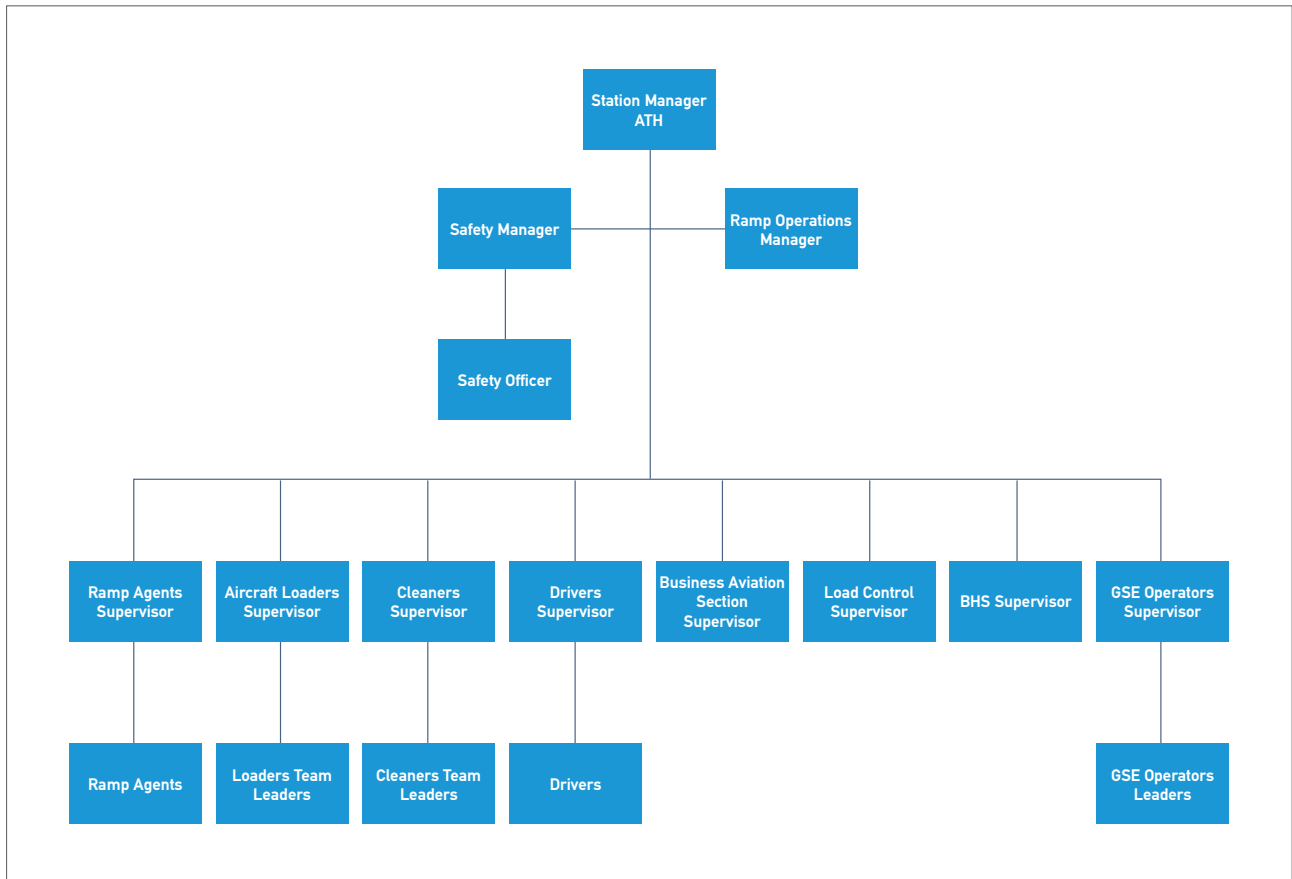 Station Manager
ATH
Safety Manager
Ramp Operations
Manager
Safety Officer
Ramp Agents
Supervisor
Aircraft Loaders
Supervisor
Cleaners
Supervisor
Drivers
Supervisor
Business Aviation
Section
Supervisor
Load Control
Supervisor
BHS Supervisor
GSE Operators
Supervisor
Ramp Agents
Loaders Team
Leaders
Cleaners Team
Leaders
Drivers
GSE Operators
Leaders